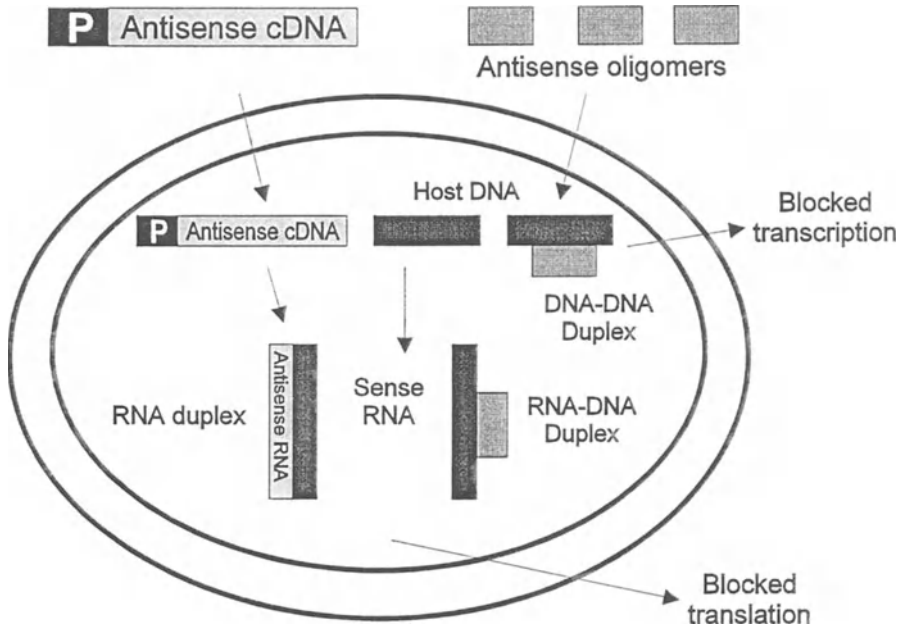 P Antisense cDNA
Antisense oligomers
Host DNA
Blocked
transcription
P Antisense cDNA
DNA-DNA
Duplex
RNA duplex
Antisense RNA
Sense
RNA
RNA-DNA
Duplex
Blocked
translation